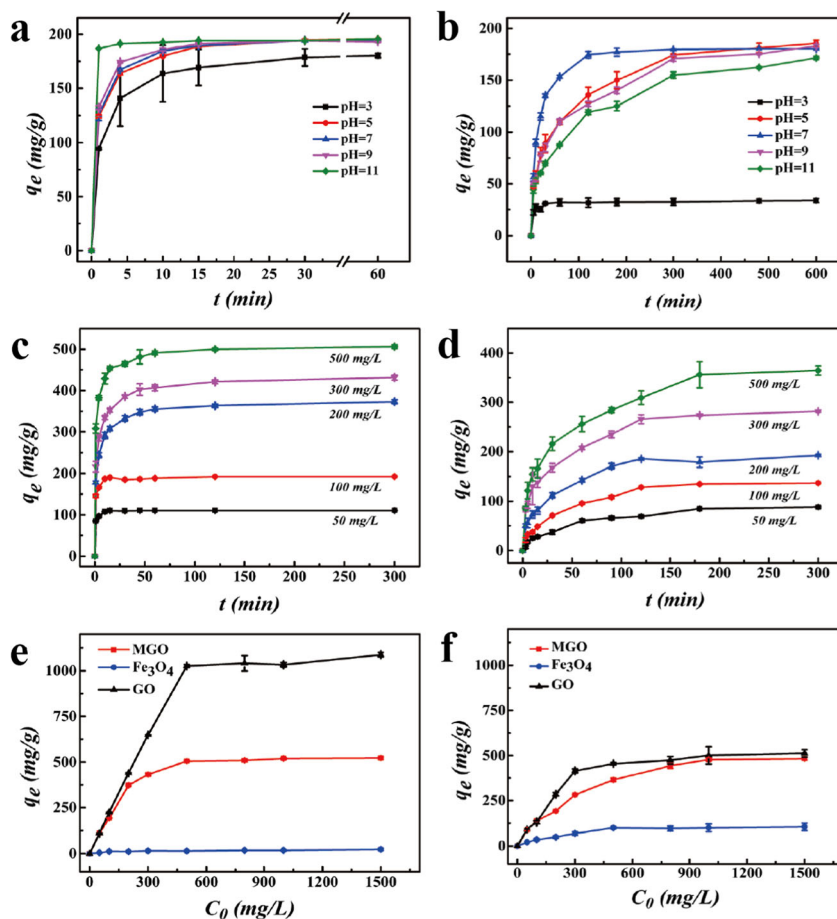 a
b
200
150
100
50
0
q_e (mg/g)
pH=3
pH=5
pH=7
pH=9
pH=11
0 5 10 15 20 25 30 60
t (min)
200
150
100
50
0
q_e (mg/g)
pH=3
pH=5
pH=7
pH=9
pH=11
0 100 200 300 400 500 600
t (min)
c
d
500
400
300
200
100
0
q_e (mg/g)
500 mg/L
300 mg/L
200 mg/L
100 mg/L
50 mg/L
0 50 100 150 200 250 300
t (min)
400
300
200
100
0
q_e (mg/g)
500 mg/L
300 mg/L
200 mg/L
100 mg/L
50 mg/L
0 50 100 150 200 250 300
t (min)
e
f
1000
750
500
250
0
q_e (mg/g)
MGO
Fe₃O₄
GO
0 300 600 900 1200 1500
C₀ (mg/L)
1000
750
500
250
0
q_e (mg/g)
MGO
Fe₃O₄
GO
0 300 600 900 1200 1500
C₀ (mg/L)